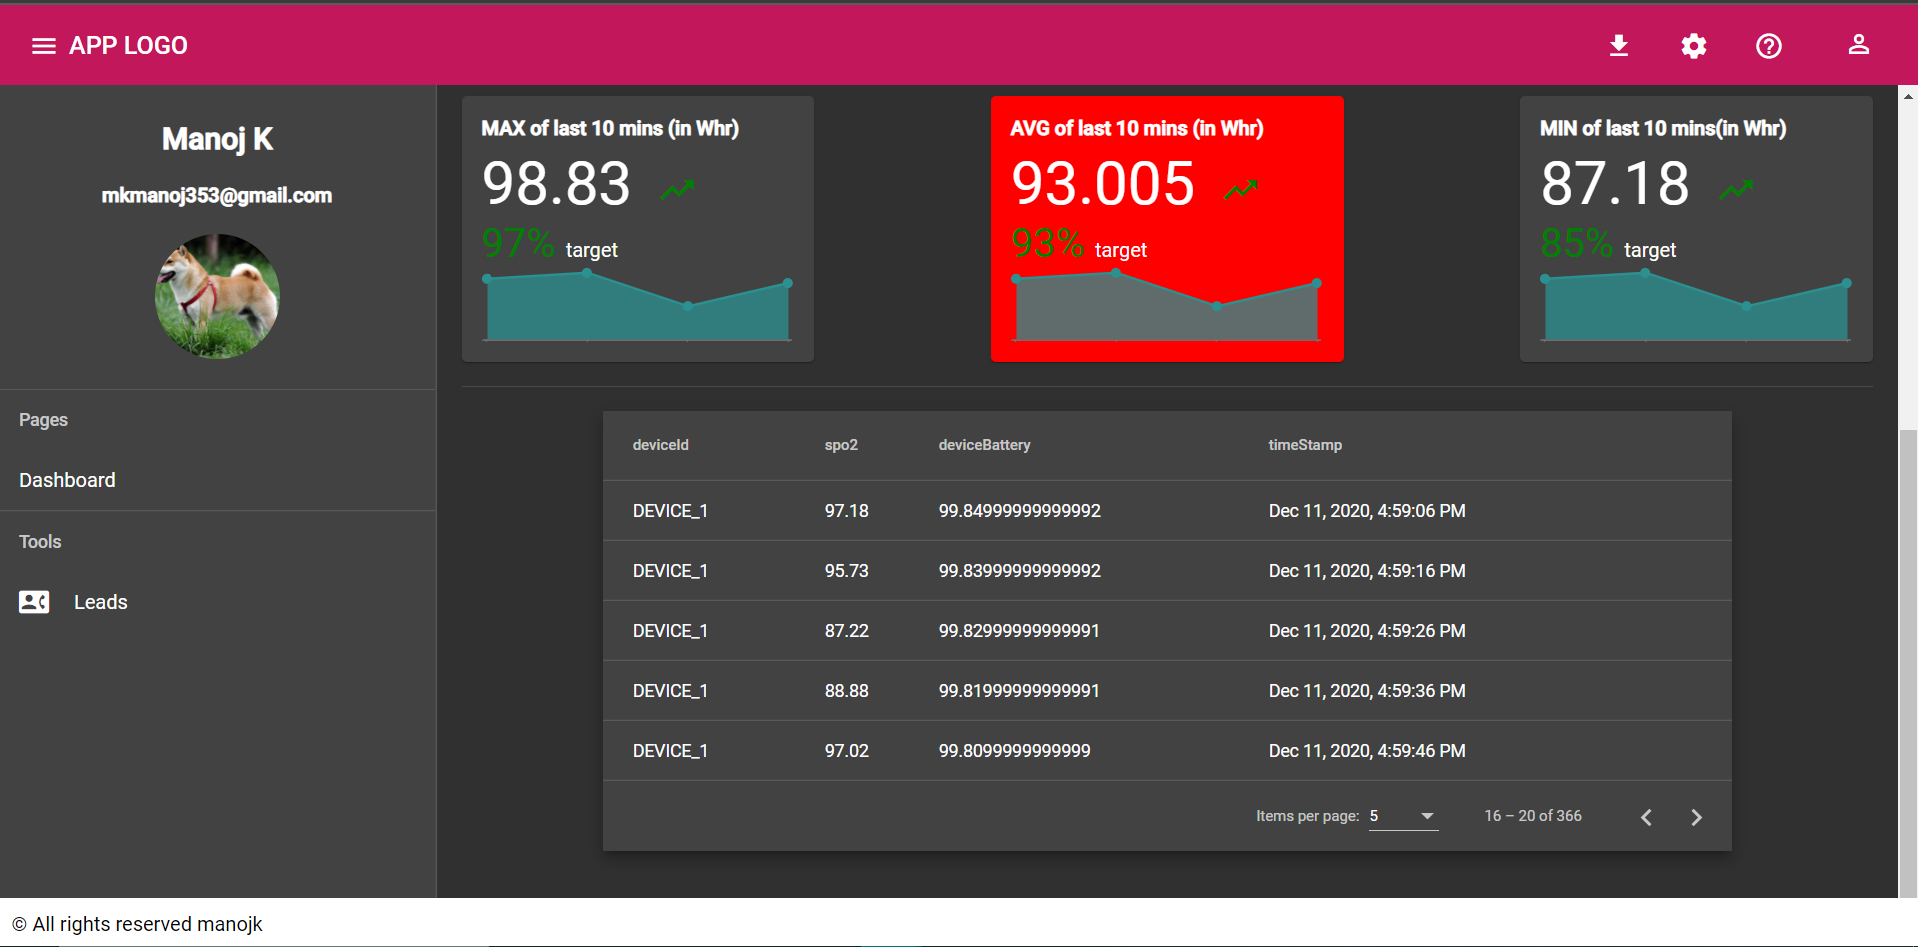 APP LOGO
Manoj K
mkmanoj353@gmail.com
Pages
Dashboard
Tools
Leads
MAX of last 10 mins (in Whr)
98.83
97% target
AVG of last 10 mins (in Whr)
93.005
93% target
MIN of last 10 mins(in Whr)
87.18
85% target
deviceId spo2 deviceBattery timeStamp
DEVICE_1 97.18 99.84999999999992 Dec 11, 2020, 4:59:06 PM
DEVICE_1 95.73 99.83999999999992 Dec 11, 2020, 4:59:16 PM
DEVICE_1 87.22 99.82999999999991 Dec 11, 2020, 4:59:26 PM
DEVICE_1 88.88 99.81999999999991 Dec 11, 2020, 4:59:36 PM
DEVICE_1 97.02 99.8099999999999 Dec 11, 2020, 4:59:46 PM
Items per page: 5 16 – 20 of 366
© All rights reserved manojk